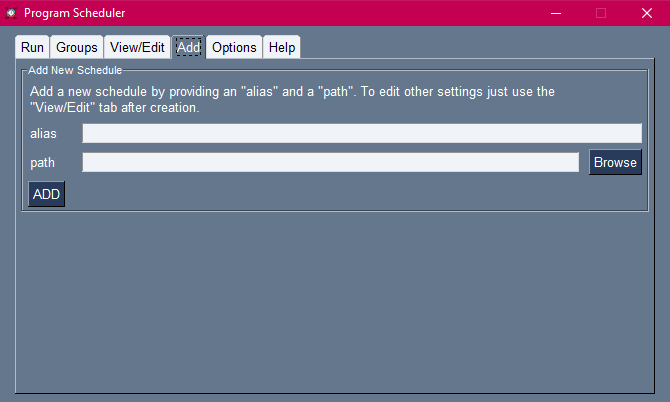 Program Scheduler
Run Groups View/Edit Add Options Help
Add New Schedule
Add a new schedule by providing an "alias" and a "path". To edit other settings just use the
"View/Edit" tab after creation.
alias
path Browse
ADD